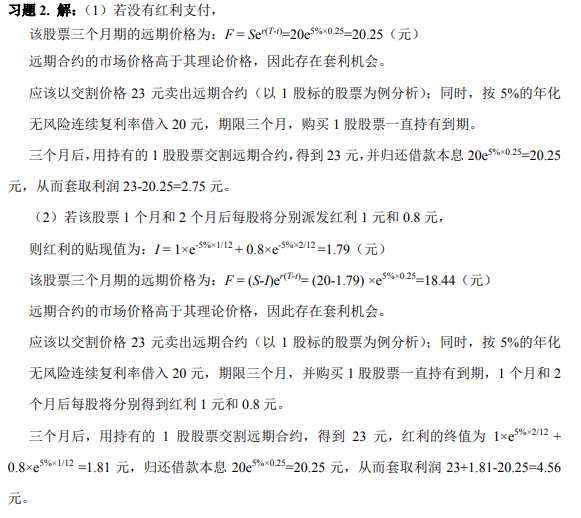 习题 2. 解：（1）若没有红利支付，
该股票三个月期的远期价格为：F = Se^{r(T-t)}=20e^{5%×0.25}=20.25（元）
远期合约的市场价格高于其理论价格，因此存在套利机会。
应该以交割价格 23 元卖出远期合约（以 1 股标的股票为例分析）；同时，按 5%的年化
无风险连续复利率借入 20 元，期限三个月，购买 1 股股票一直持有到期。
三个月后，用持有的 1 股股票交割远期合约，得到 23 元，并归还借款本息 20e^{5%×0.25}=20.25
元，从而套取利润 23-20.25=2.75 元。
（2）若该股票 1 个月和 2 个月后每股将分别派发红利 1 元和 0.8 元，
则红利的贴现值为：I = 1×e^{-5%×1/12} + 0.8×e^{-5%×2/12} =1.79（元）
该股票三个月期的远期价格为：F = (S-I)e^{r(T-t)}= (20-1.79) ×e^{5%×0.25}=18.44（元）
远期合约的市场价格高于其理论价格，因此存在套利机会。
应该以交割价格 23 元卖出远期合约（以 1 股标的股票为例分析）；同时，按 5%的年化
无风险连续复利率借入 20 元，期限三个月，并购买 1 股股票一直持有到期，1 个月和 2
个月后每股将分别得到红利 1 元和 0.8 元。
三个月后，用持有的 1 股股票交割远期合约，得到 23 元，红利的终值为 1×e^{5%×2/12} +
0.8×e^{5%×1/12} =1.81 元，归还借款本息 20e^{5%×0.25}=20.25 元，从而套取利润 23+1.81-20.25=4.56
元。